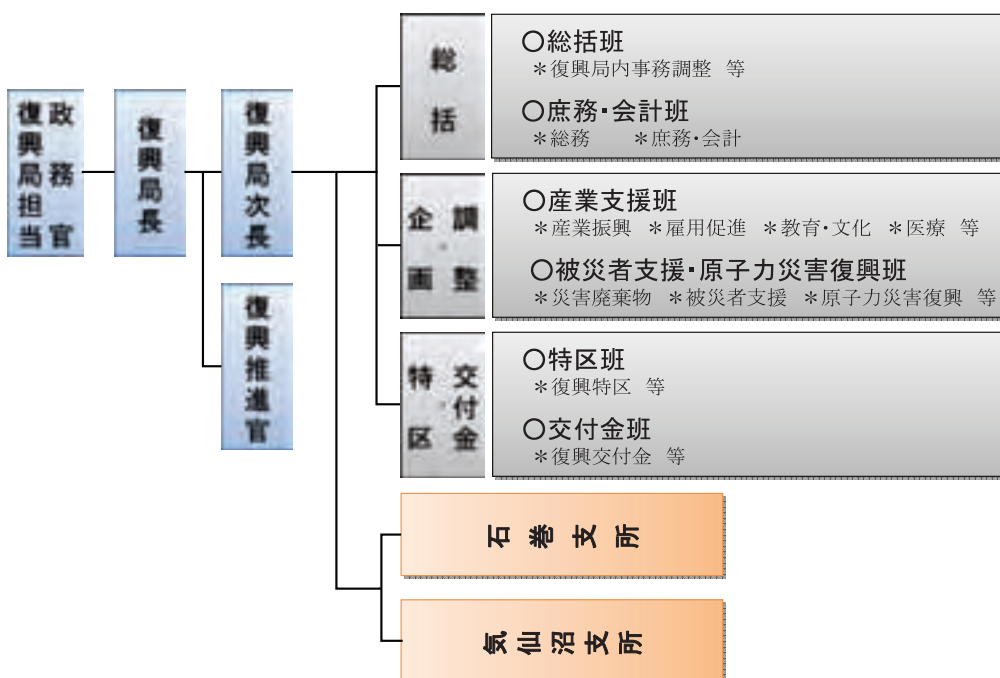 復興局担当
政務官
復興局長
復興局次長
復興推進官
総括
○総括班
＊復興局内事務調整 等
○庶務・会計班
＊総務 ＊庶務・会計
企画・調整
○産業支援班
＊産業振興 ＊雇用促進 ＊教育・文化 ＊医療 等
○被災者支援・原子力災害復興班
＊災害廃棄物 ＊被災者支援 ＊原子力災害復興 等
特区・交付金
○特区班
＊復興特区 等
○交付金班
＊復興交付金 等
石巻支所
気仙沼支所